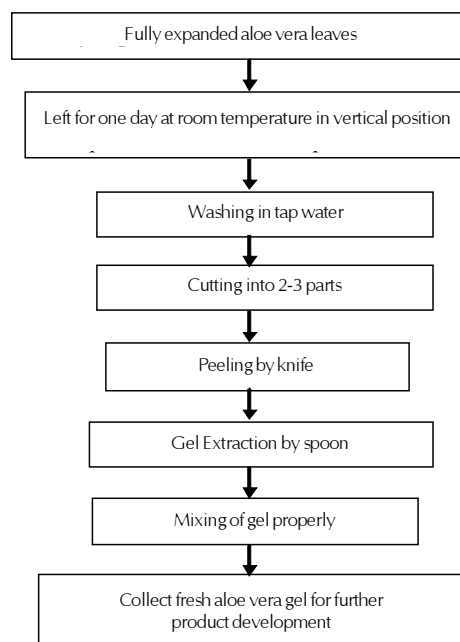 Fully expanded aloe vera leaves
Left for one day at room temperature in vertical position
Washing in tap water
Cutting into 2-3 parts
Peeling by knife
Gel Extraction by spoon
Mixing of gel properly
Collect fresh aloe vera gel for further
product development